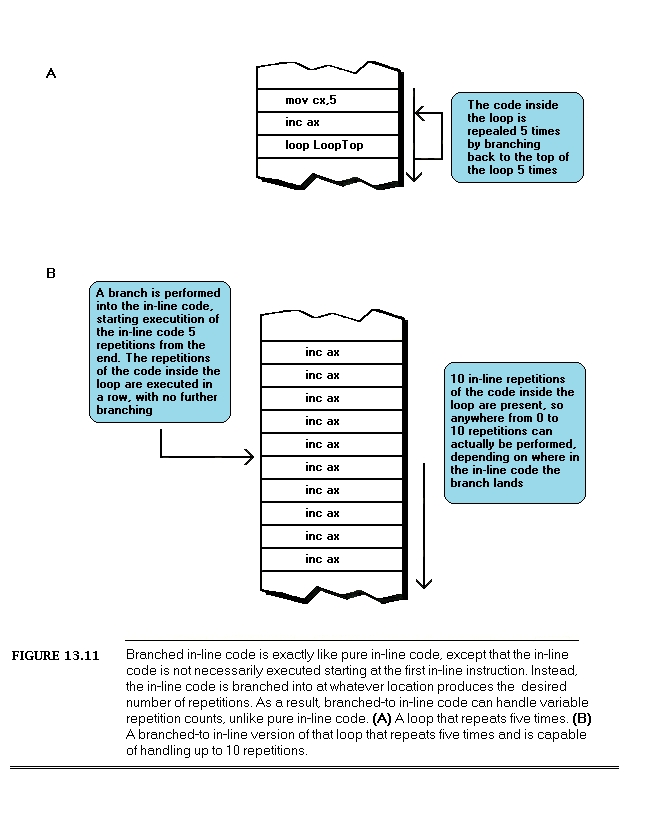 A
mov cx,5
inc ax
loop LoopTop
The code inside
the loop is
repealed 5 times
by branching
back to the top of
the loop 5 times
B
A branch is performed
into the in-line code,
starting executition of
the in-line code 5
repetitions from the
end. The repetitions
of the code inside the
loop are executed in
a row, with no further
branching
inc ax
inc ax
inc ax
inc ax
inc ax
inc ax
inc ax
inc ax
inc ax
inc ax
10 in-line repetitions
of the code inside the
loop are present, so
anywhere from 0 to
10 repetitions can
actually be performed,
depending on where in
the in-line code the
branch lands
FIGURE 13.11
Branched in-line code is exactly like pure in-line code, except that the in-line
code is not necessarily executed starting at the first in-line instruction. Instead,
the in-line code is branched into at whatever location produces the desired
number of repetitions. As a result, branched-to in-line code can handle variable
repetition counts, unlike pure in-line code. (A) A loop that repeats five times. (B)
A branched-to in-line version of that loop that repeats five times and is capable
of handling up to 10 repetitions.